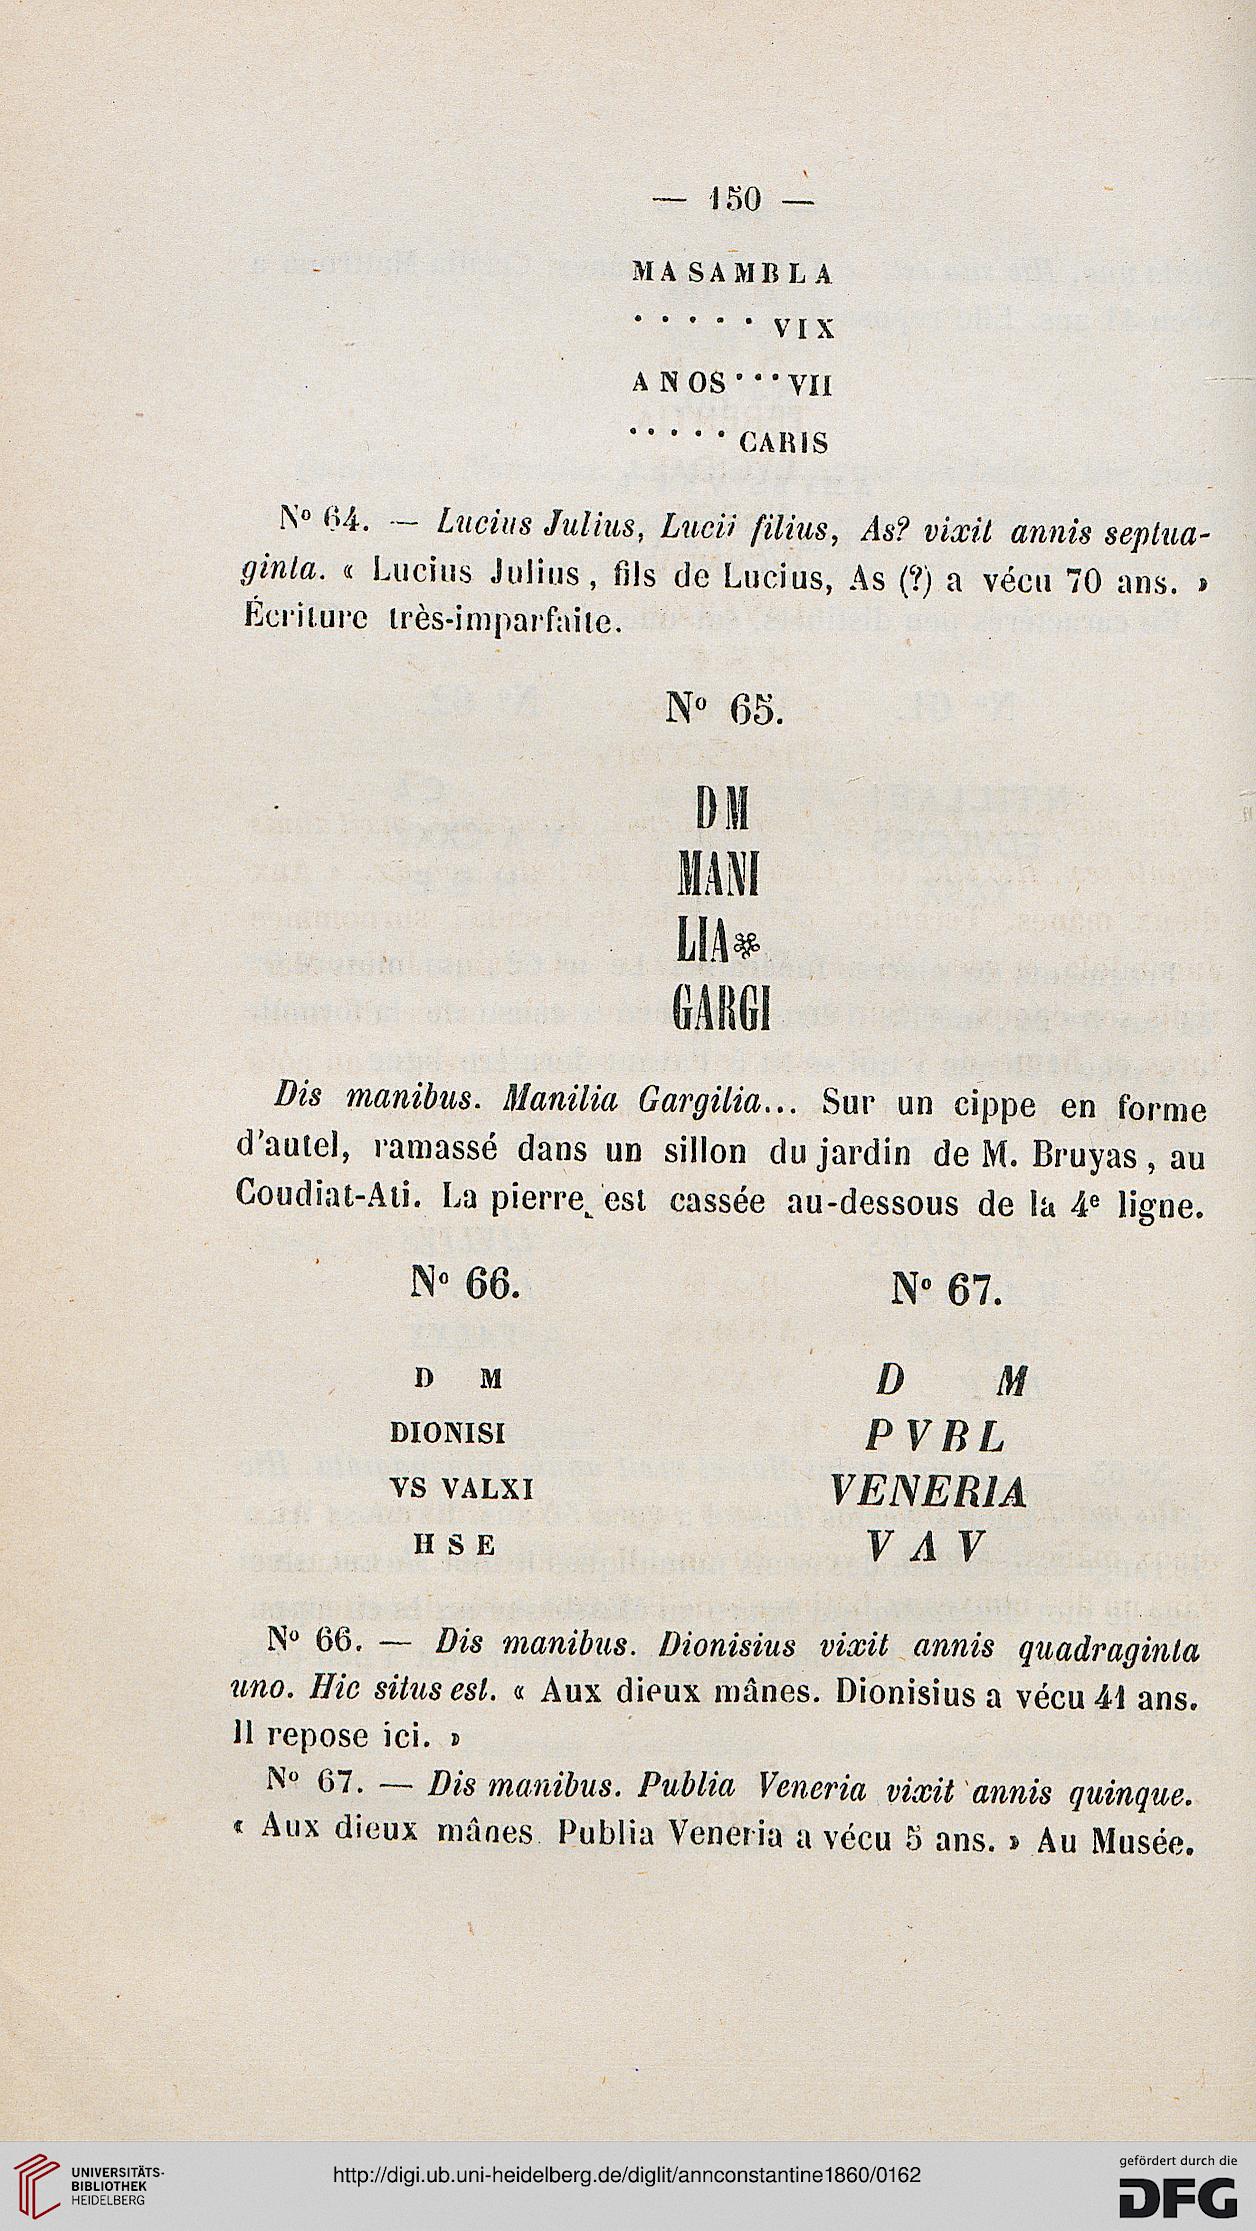 — 150 —
MASAMBLA
. . . . . VIX
ANOS...VII
. . . . . CARIS
No 64. — Lucius Julius, Lucii filius, As? vixit annis septua-
ginta. « Lucius Julius, fils de Lucius, As (?) a vécu 70 ans. »
Écriture très-imparfaite.
No 65.
DM
MANI
LIA
GARGI
Dis manibus. Manilia Gargilia... Sur un cippe en forme
d'autel, ramassé dans un sillon du jardin de M. Bruyas, au
Coudiat-Ati. La pierre est cassée au-dessous de la 4e ligne.
No 66.
D M
DIONISI
VS VALXI
H S E
No 67.
D M
PVBL
VENERIA
V Λ V
No 66. — Dis manibus. Dionisius vixit annis quadraginta
uno. Hic situs est. « Aux dieux mânes. Dionisius a vécu 41 ans.
Il repose ici. »
No 67. — Dis manibus. Publia Veneria vixit annis quinque.
« Aux dieux mânes Publia Veneria a vécu 5 ans. » Au Musée.
UNIVERSITÄTS-
BIBLIOTHEK
HEIDELBERG
http://digi.ub.uni-heidelberg.de/diglit/annconstantine1860/0162
gefördert durch die
DFG